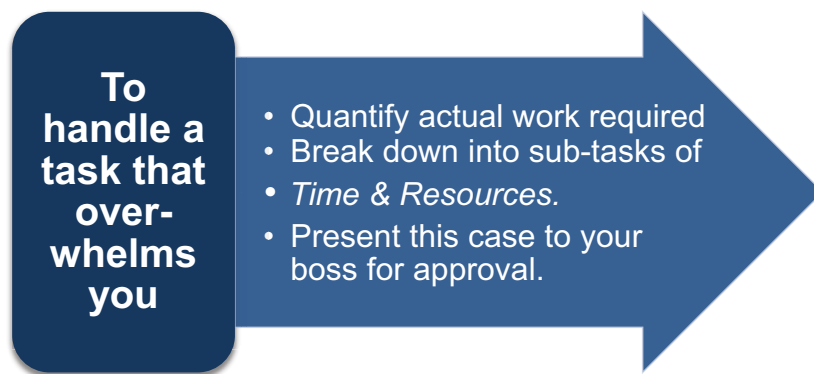 To
handle a
task that
over-
whelms
you
• Quantify actual work required
• Break down into sub-tasks of
• Time & Resources.
• Present this case to your
boss for approval.